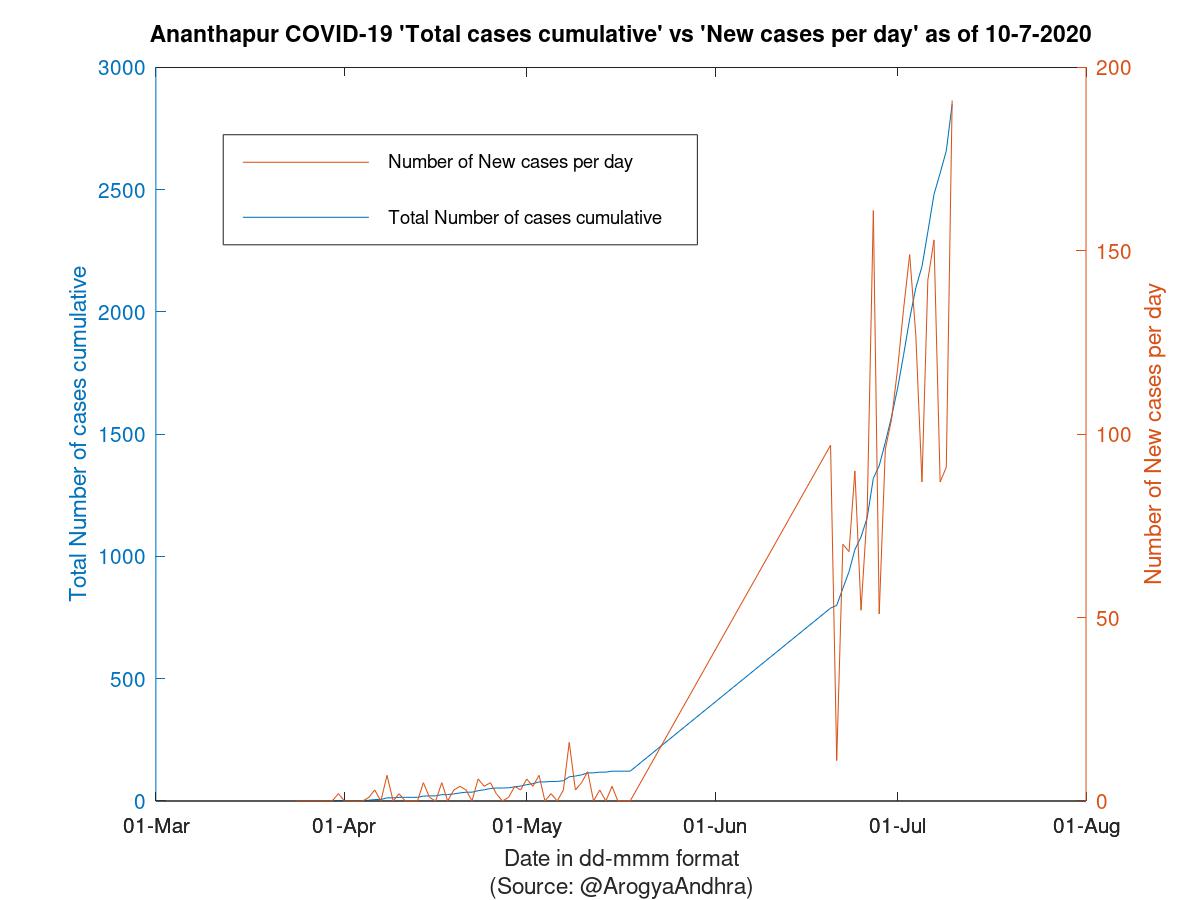 Ananthapur COVID-19 'Total cases cumulative' vs 'New cases per day' as of 10-7-2020
3000
2500
2000
1500
1000
500
0
Total Number of cases cumulative
Number of New cases per day
Total Number of cases cumulative
200
150
100
50
0
Number of New cases per day
01-Mar 01-Apr 01-May 01-Jun 01-Jul 01-Aug
Date in dd-mmm format
(Source: @ArogyaAndhra)